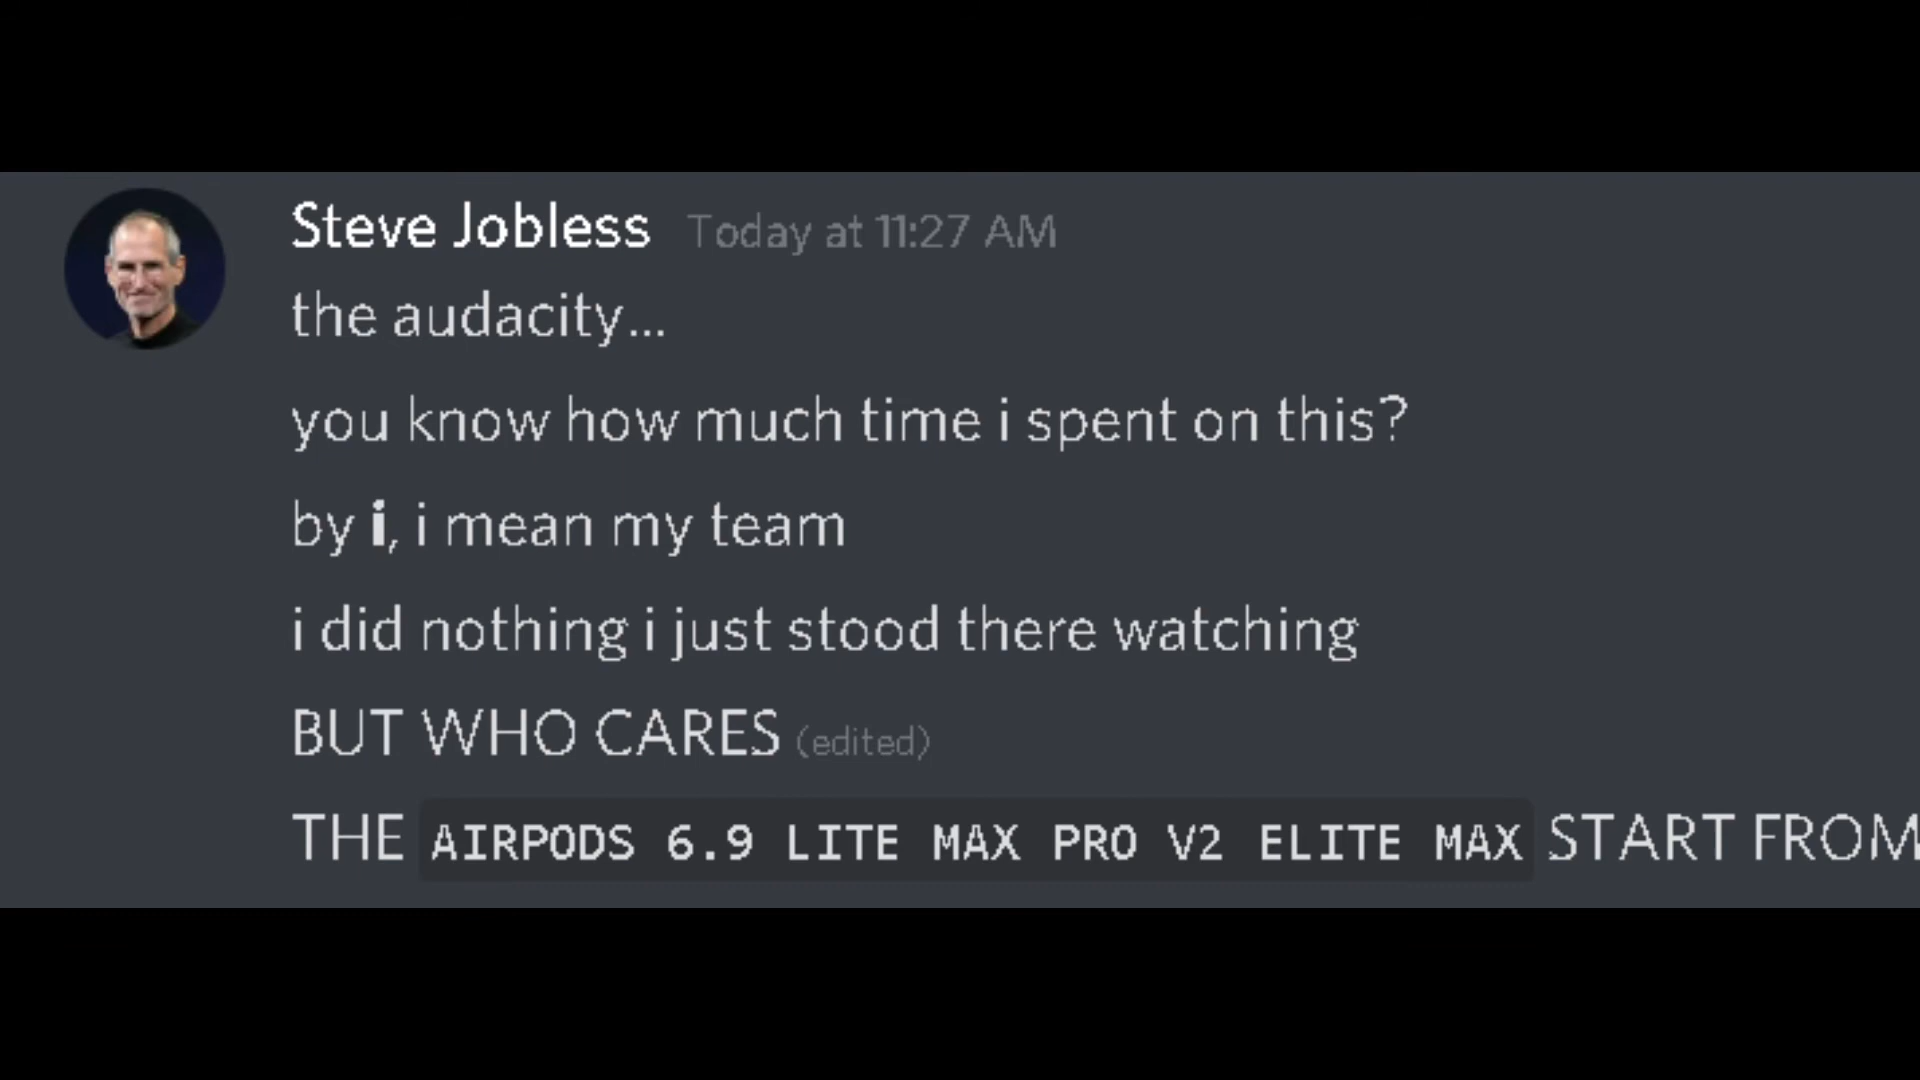 Steve Jobless Today at 11:27 AM
the audacity...
you know how much time i spent on this?
by i, i mean my team
i did nothing i just stood there watching
BUT WHO CARES (edited)
THE AIRPODS 6.9 LITE MAX PRO V2 ELITE MAX START FROM